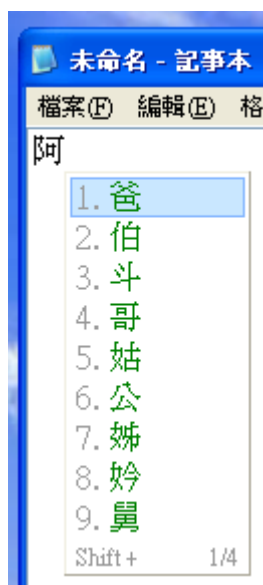 未命名 - 記事本
檔案(F) 編輯(E) 格
阿
1. 爸
2. 伯
3. 斗
4. 哥
5. 姑
6. 公
7. 姊
8. 妗
9. 舅
Shift + 1/4